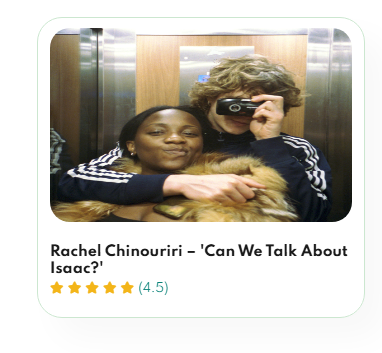 Rachel Chinouriri – 'Can We Talk About
Isaac?'
(4.5)